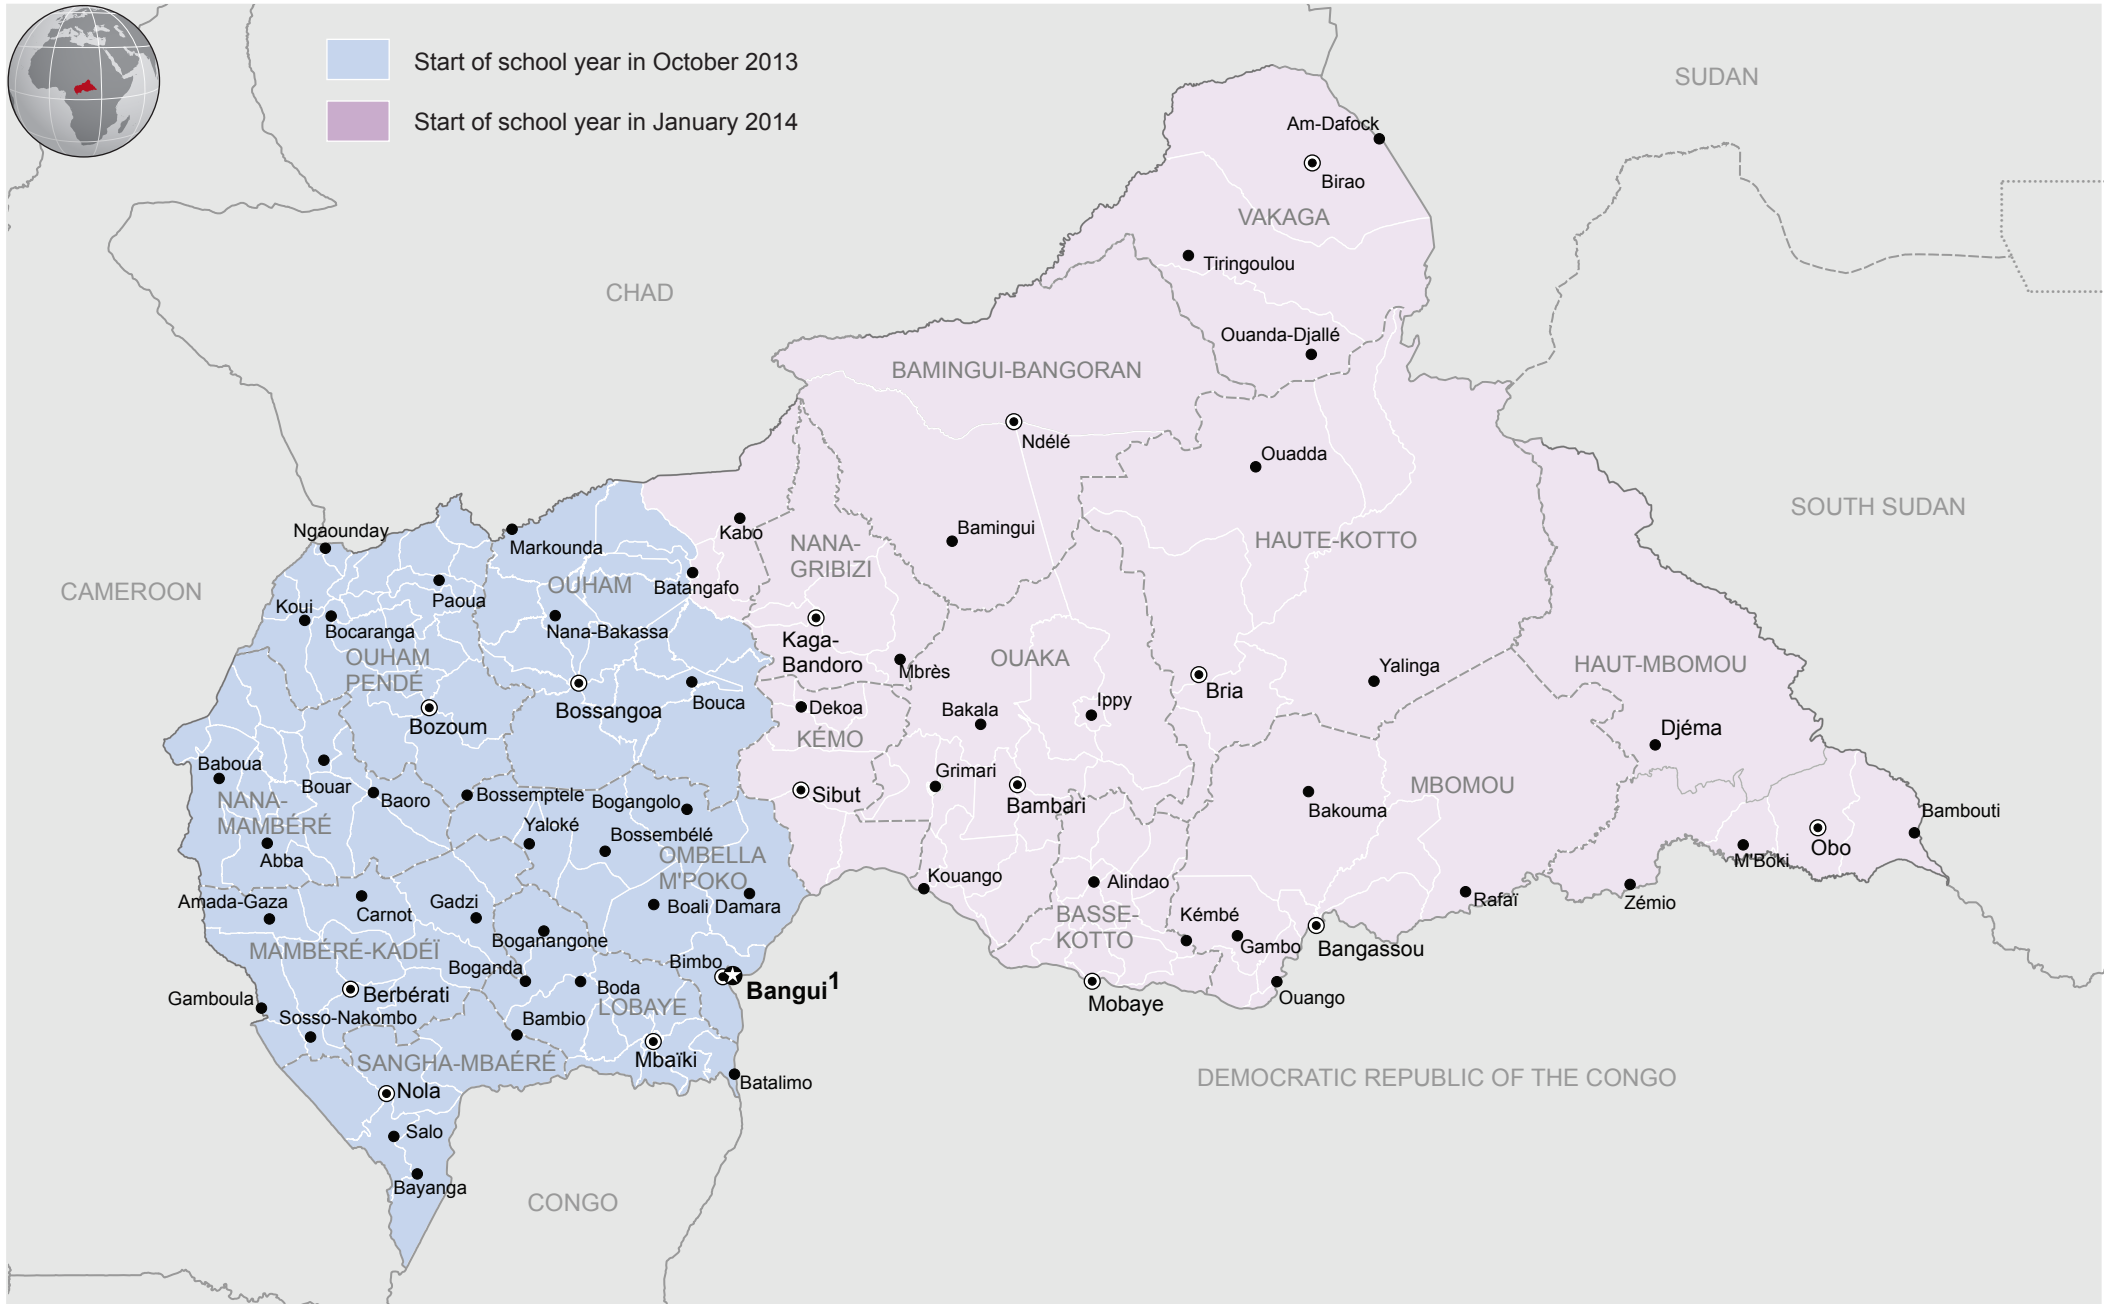 Start of school year in October 2013
Start of school year in January 2014
SUDAN
Am-Dafock
Birao
VAKAGA
Tiringoulou
CHAD
Ouanda-Djallé
BAMINGUI-BANGORAN
Ndélé
Ouadda
SOUTH SUDAN
Ngaounday
Markounda
Kabo
Bamingui
NANA-
GRIBIZI
HAUTE-KOTTO
CAMEROON
OUHAM
Batangafo
Paoua
Koui
Bocaranga
Nana-Bakassa
OUHAM
PENDÉ
Kaga-
Bandoro
Mbrès
OUAKA
Yalinga
HAUT-MBOMOU
Bria
Bossangoa
Bouca
Dekoa
Bakala
Ippy
Bozoum
KÉMO
Djéma
Baboua
Bouar
Baoro
Bossemptele
Bogangolo
Sibut
Grimari
Bambari
MBOMOU
Bakouma
Bambouti
NANA-
MAMBÉRÉ
Yaloké
Bossembélé
Abba
OMBELLA
M'POKO
M'Boki
Obo
Kouango
Alindao
Rafaï
Zémio
Amada-Gaza
Carnot
Gadzi
Boali
Damara
BASSE-
KOTTO
Kémbé
Gambo
Bangassou
Boganangone
MAMBÉRÉ-KADÉÏ
Boganda
Bimbo
Bangui1
Boda
LOBAYE
Berbérati
Gamboula
Mobaye
Ouango
Sosso-Nakombo
Bambio
SANGHA-MBAÉRÉ
Mbaïki
Batalimo
DEMOCRATIC REPUBLIC OF THE CONGO
Nola
Salo
Bayanga
CONGO